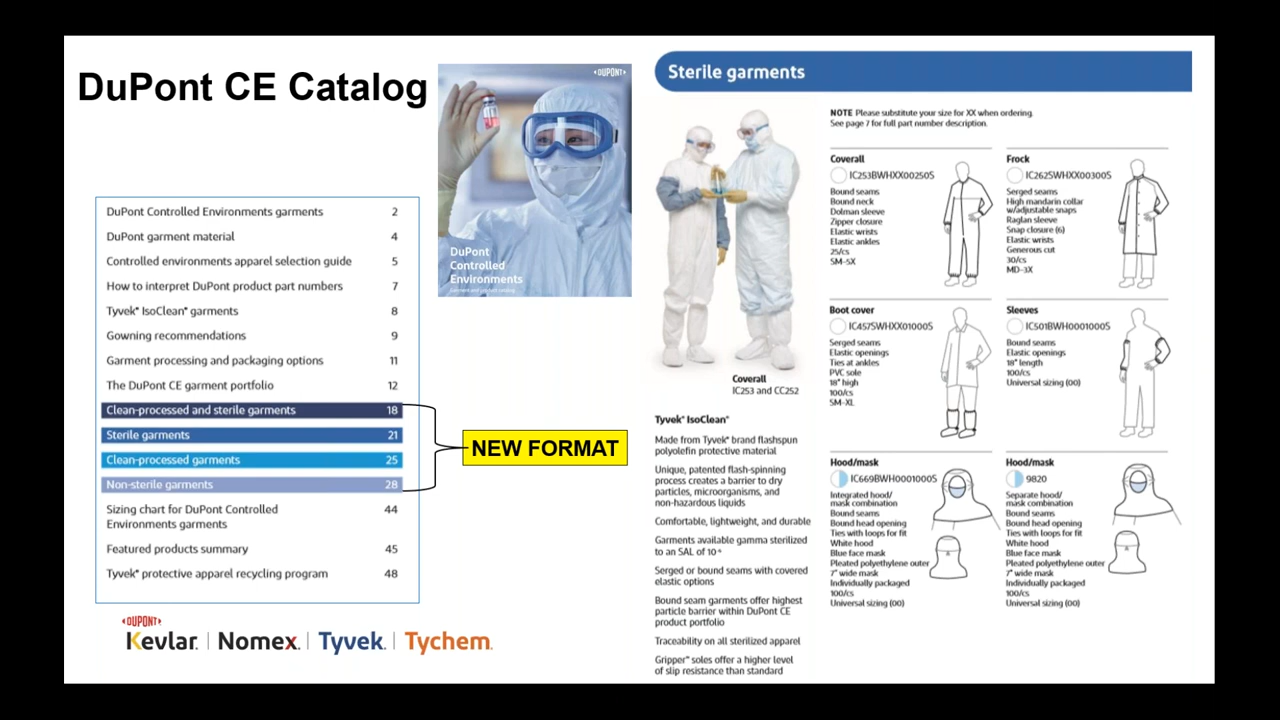 DuPont CE Catalog
DuPont Controlled Environments garments 2
DuPont garment material 4
Controlled environments apparel selection guide 5
How to interpret DuPont product part numbers 7
Tyvek® IsoClean® garments 8
Gowning recommendations 9
Garment processing and packaging options 11
The DuPont CE garment portfolio 12
Clean-processed and sterile garments 18
Sterile garments 21
Clean-processed garments 25
Non-sterile garments 28
Sizing chart for DuPont Controlled
Environments garments 44
Featured products summary 45
Tyvek® protective apparel recycling program 48
NEW FORMAT
‹DUPONT›
DuPont
Controlled
Environments
‹DUPONT›
Kevlar. | Nomex. | Tyvek. | Tychem.
Sterile garments
Coverall
IC253 and CC252
Tyvek® IsoClean®
Made from Tyvek® brand flashspun
polyolefin protective material
Unique, patented flash-spinning
process creates a barrier to dry
particles, microorganisms, and
non-hazardous liquids
Comfortable, lightweight, and durable
Garments available gamma sterilized
to an SAL of 10⁻⁶
Serged or bound seams with covered
elastic options
Bound seam garments offer highest
particle barrier within DuPont CE
product portfolio
Traceability on all sterilized apparel
Gripper™ soles offer a higher level
of slip resistance than standard
NOTE Please substitute your size for XX when ordering.
See page 7 for full part number description.
Coverall
IC253BWHXX00250S
Bound seams
Bound neck
Dolman sleeve
Zipper closure
Elastic wrists
Elastic ankles
25/cs
SM-5X
Frock
IC262SWHXX00300S
Serged seams
High mandarin collar
w/adjustable snaps
Raglan sleeve
Snap closure (6)
Elastic wrists
Generous cut
30/cs
MD-3X
Boot cover
IC457SWHXX01000S
Serged seams
Elastic openings
Ties at ankles
PVC sole
18" high
100/cs
SM-XL
Sleeves
IC501BWH0001000S
Bound seams
Elastic openings
18" length
100/cs
Universal sizing (00)
Hood/mask
IC669BWH0001000S
Integrated hood/
mask combination
Bound seams
Bound head opening
Ties with loops for fit
White hood
Blue face mask
Pleated polyethylene outer
7" wide mask
Individually packaged
100/cs
Universal sizing (00)
Hood/mask
9820
Separate hood/
mask combination
Bound seams
Bound head opening
Ties with loops for fit
White hood
Blue face mask
Pleated polyethylene outer
7" wide mask
Individually packaged
100/cs
Universal sizing (00)